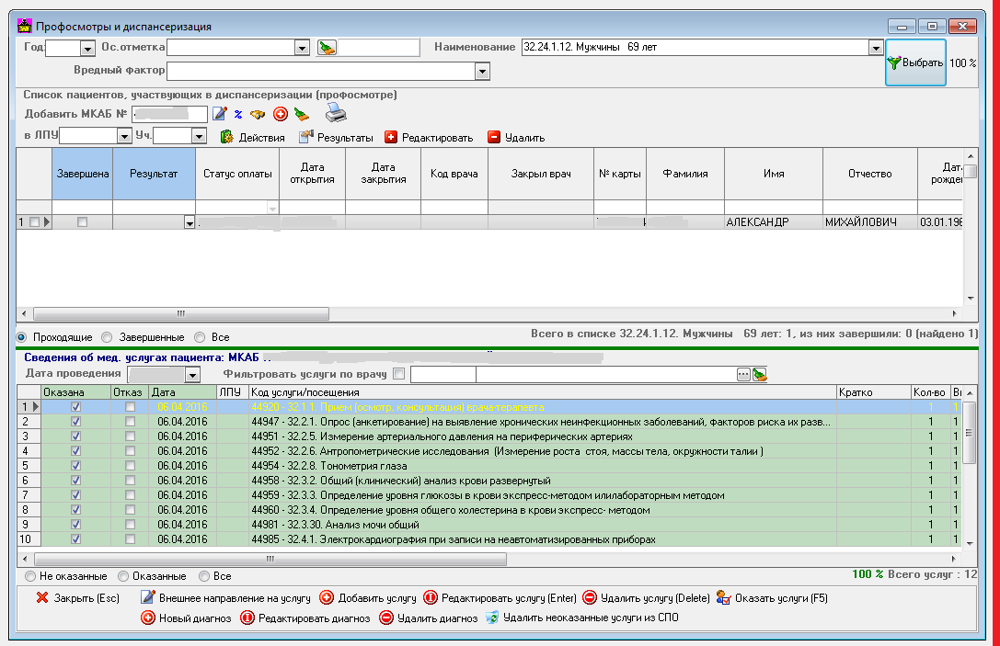 Профосмотры и диспансеризация
Год: Ос.отметка Наименование 32.24.1.12. Мужчины 69 лет
Вредный фактор Выбрать 100 %
Список пациентов, участвующих в диспансеризации (профосмотре)
Добавить МКАБ №
в ЛПУ Уч. Действия Результаты Редактировать Удалить
Завершена Результат Статус оплаты Дата открытия Дата закрытия Код врача Закрыл врач № карты Фамилия Имя Отчество Дата рожден
1 АЛЕКСАНДР МИХАЙЛОВИЧ 03.01.196
Проходящие Завершенные Все Всего в списке 32.24.1.12. Мужчины 69 лет: 1, из них завершили: 0 (найдено 1)
Сведения об мед. услугах пациента: МКАБ
Дата проведения Фильтровать услуги по врачу
Оказана Отказ Дата ЛПУ Код услуги/посещения Кратко Кол-во Вı
1 06.04.2016 44920 - 32.1.1. Прием (осмотр, консультация) врача-терапевта 1 1
2 06.04.2016 44947 - 32.2.1. Опрос (анкетирование) на выявление хронических неинфекционных заболеваний, факторов риска их разв... 1 1
3 06.04.2016 44951 - 32.2.5. Измерение артериального давления на периферических артериях 1 1
4 06.04.2016 44952 - 32.2.6. Антропометрические исследования (Измерение роста стоя, массы тела, окружности талии ) 1 1
5 06.04.2016 44954 - 32.2.8. Тонометрия глаза 1 1
6 06.04.2016 44958 - 32.3.2. Общий (клинический) анализ крови развернутый 1 1
7 06.04.2016 44959 - 32.3.3. Определение уровня глюкозы в крови экспресс-методом илилабораторным методом 1 1
8 06.04.2016 44960 - 32.3.4. Определение уровня общего холестерина в крови экспресс- методом 1 1
9 06.04.2016 44981 - 32.3.30. Анализ мочи общий 1 1
10 06.04.2016 44985 - 32.4.1. Электрокардиография при записи на неавтоматизированных приборах 1 1
Не оказанные Оказанные Все 100 % Всего услуг : 12
Закрыть (Esc) Внешнее направление на услугу Добавить услугу Редактировать услугу (Enter) Удалить услугу (Delete) Оказать услуги (F5)
Новый диагноз Редактировать диагноз Удалить диагноз Удалить неоказанные услуги из СПО